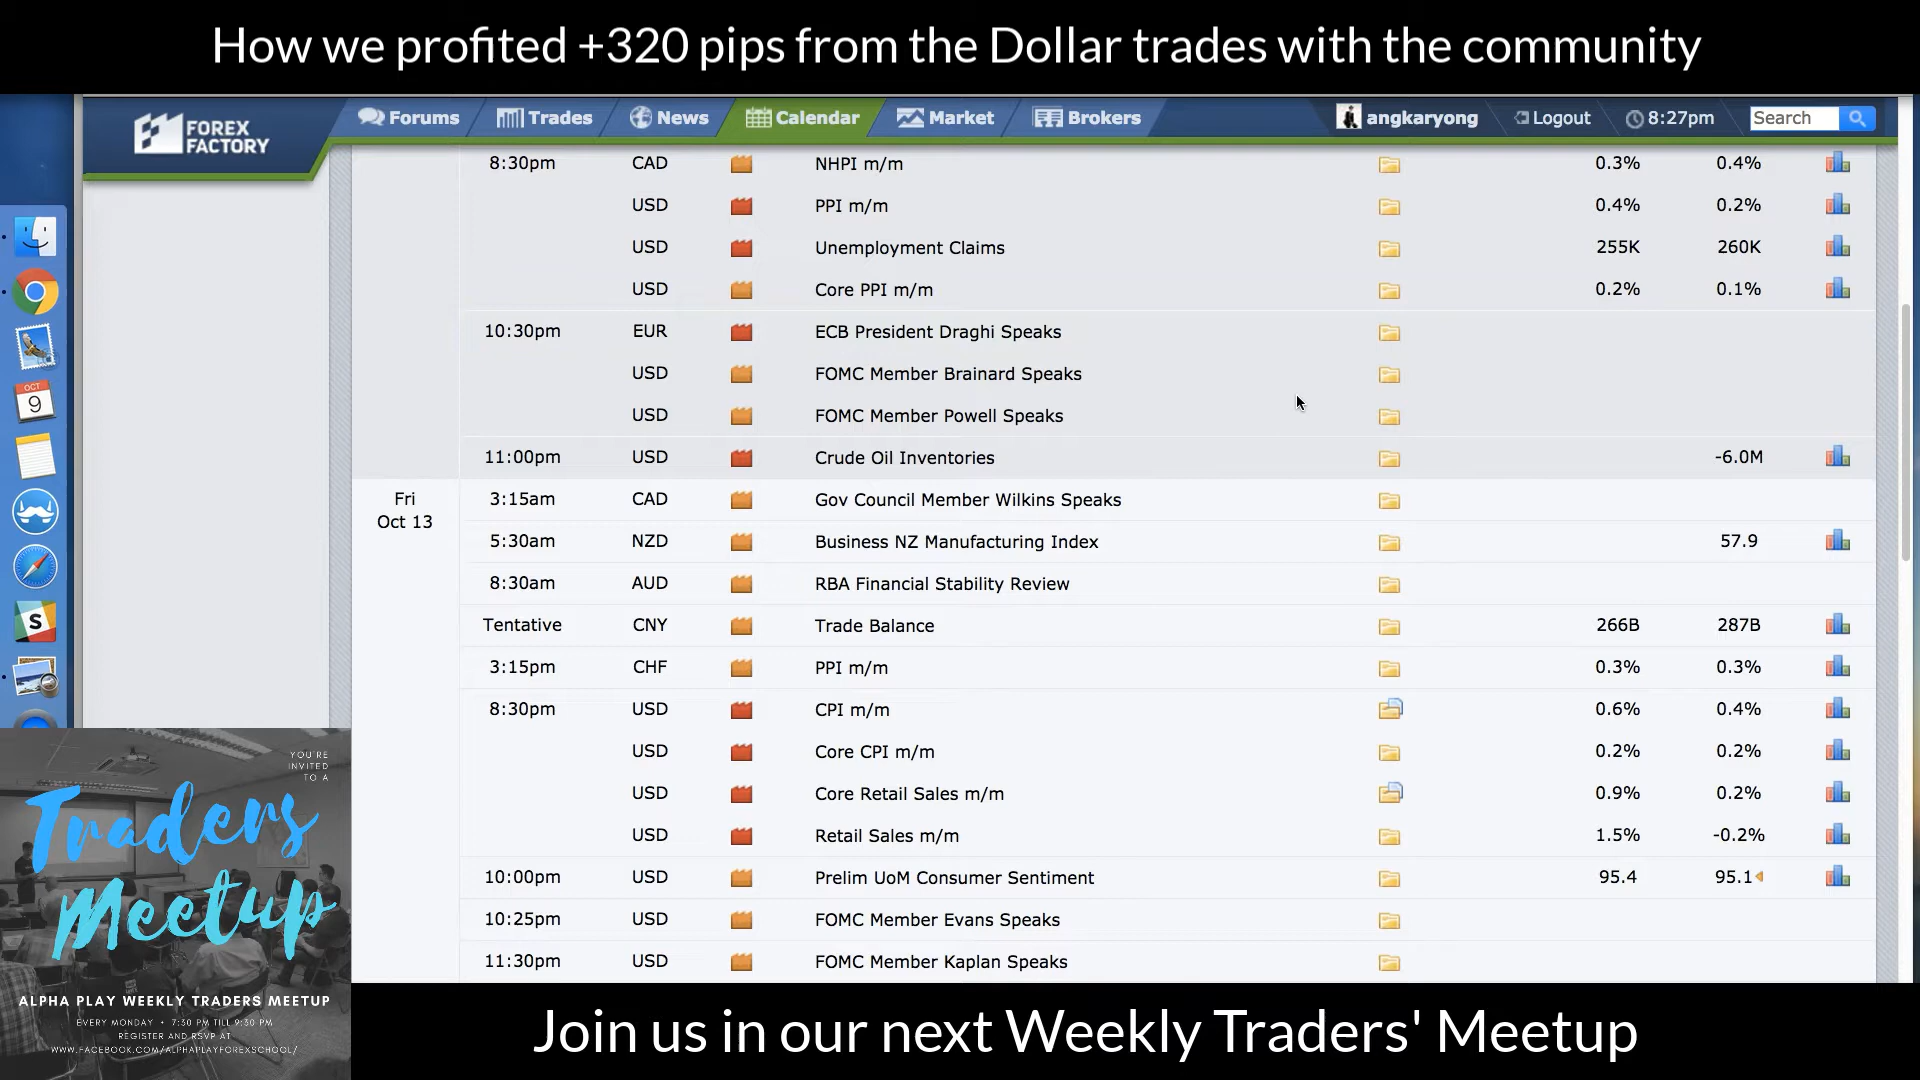 How we profited +320 pips from the Dollar trades with the community
FOREX FACTORY
Forums Trades News Calendar Market Brokers angkaryong Logout 8:27pm Search
8:30pm CAD NHPI m/m 0.3% 0.4%
USD PPI m/m 0.4% 0.2%
USD Unemployment Claims 255K 260K
USD Core PPI m/m 0.2% 0.1%
10:30pm EUR ECB President Draghi Speaks
USD FOMC Member Brainard Speaks
USD FOMC Member Powell Speaks
11:00pm USD Crude Oil Inventories -6.0M
Fri Oct 13
3:15am CAD Gov Council Member Wilkins Speaks
5:30am NZD Business NZ Manufacturing Index 57.9
8:30am AUD RBA Financial Stability Review
Tentative CNY Trade Balance 266B 287B
3:15pm CHF PPI m/m 0.3% 0.3%
8:30pm USD CPI m/m 0.6% 0.4%
USD Core CPI m/m 0.2% 0.2%
USD Core Retail Sales m/m 0.9% 0.2%
USD Retail Sales m/m 1.5% -0.2%
10:00pm USD Prelim UoM Consumer Sentiment 95.4 95.1
10:25pm USD FOMC Member Evans Speaks
11:30pm USD FOMC Member Kaplan Speaks
OCT
9
S
YOU'RE
INVITED
TO A
Traders
Meetup
ALPHA PLAY WEEKLY TRADERS MEETUP
EVERY MONDAY • 7:30 PM TILL 9:30 PM
REGISTER AND RSVP AT
WWW.FACEBOOK.COM/ALPHAPLAYFOREXSCHOOL/
Join us in our next Weekly Traders' Meetup